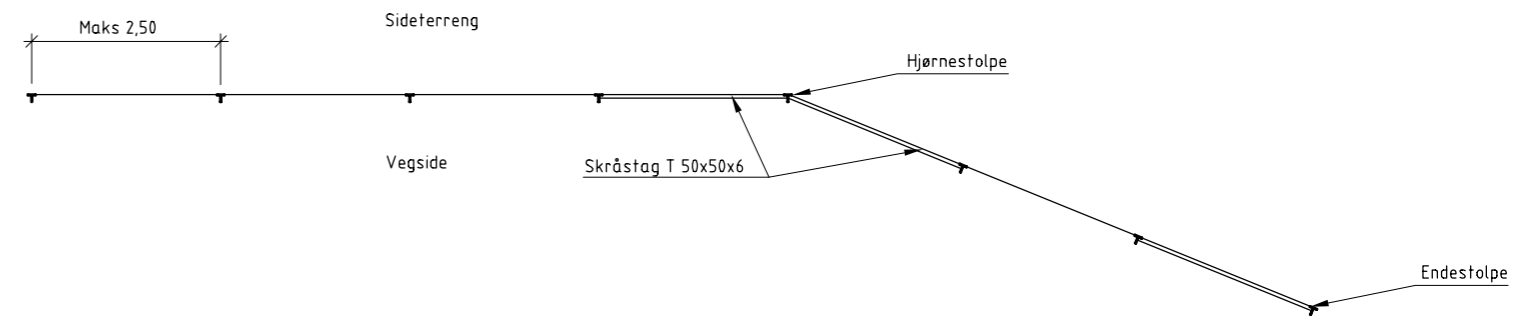 Sideterreng
Maks 2,50
Hjørnestolpe
Vegside
Skråstag T 50x50x6
Endestolpe